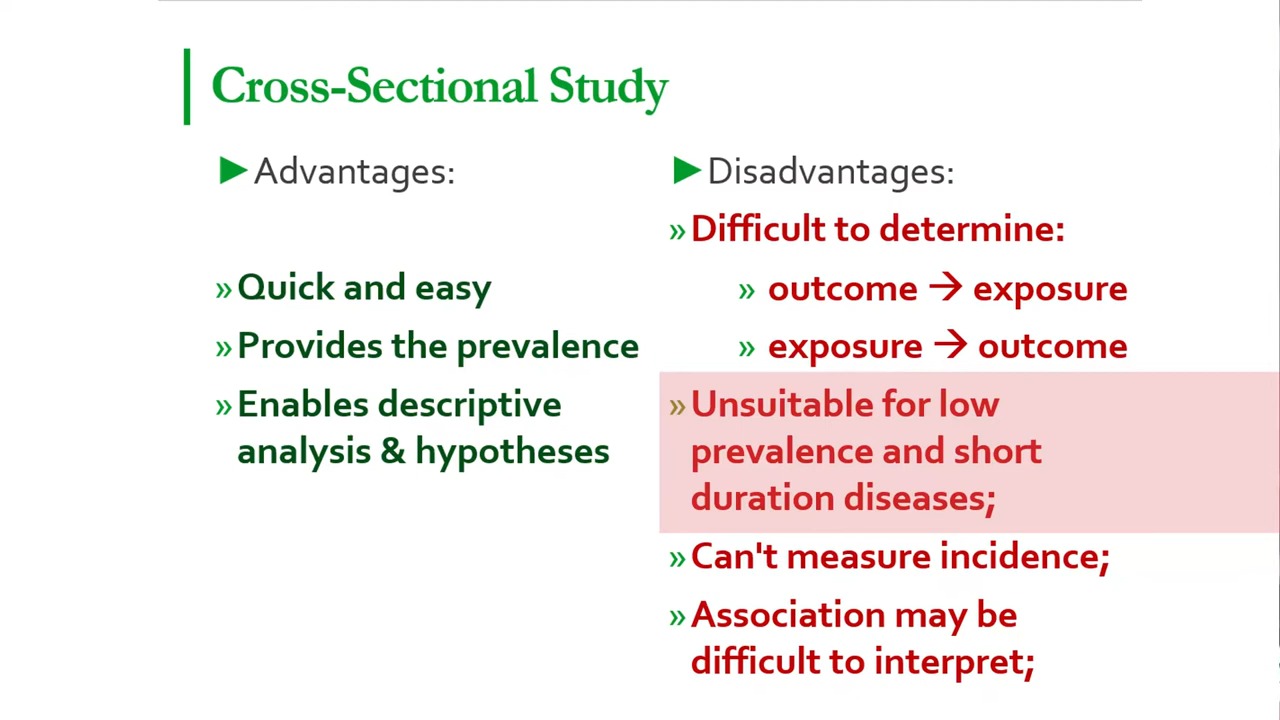 Cross-Sectional Study
►Advantages:
»Quick and easy
»Provides the prevalence
»Enables descriptive
analysis & hypotheses
►Disadvantages:
»Difficult to determine:
» outcome → exposure
» exposure → outcome
»Unsuitable for low
prevalence and short
duration diseases;
»Can't measure incidence;
»Association may be
difficult to interpret;